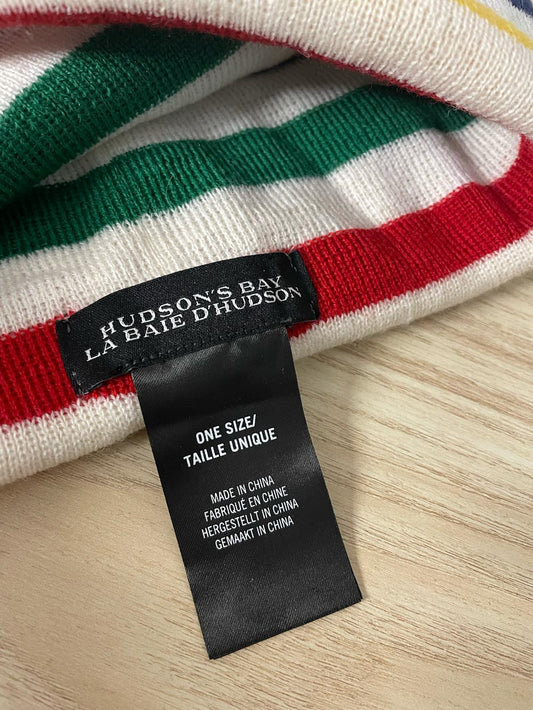 HUDSON'S BAY
LA BAIE D'HUDSON
ONE SIZE/
TAILLE UNIQUE
MADE IN CHINA
FABRIQUÉ EN CHINE
HERGESTELLT IN CHINA
GEMAAKT IN CHINA